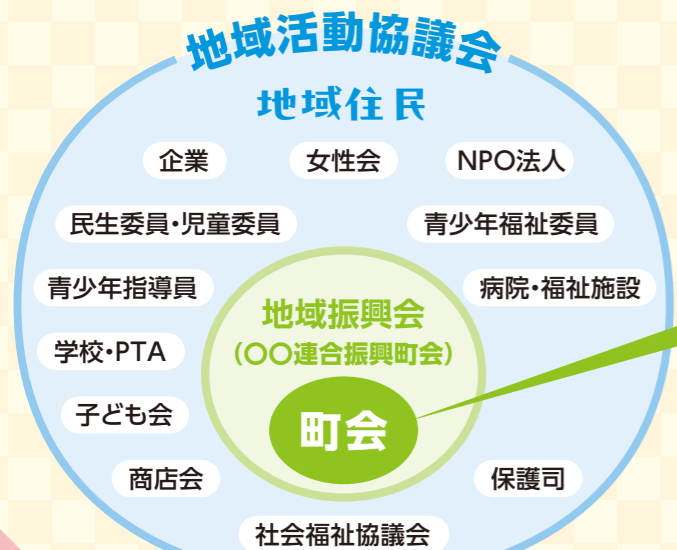 地域活動協議会
地域住民
企業
女性会
NPO法人
民生委員・児童委員
青少年福祉委員
青少年指導員
病院・福祉施設
地域振興会
(〇〇連合振興町会)
学校・PTA
子ども会
町会
商店会
保護司
社会福祉協議会